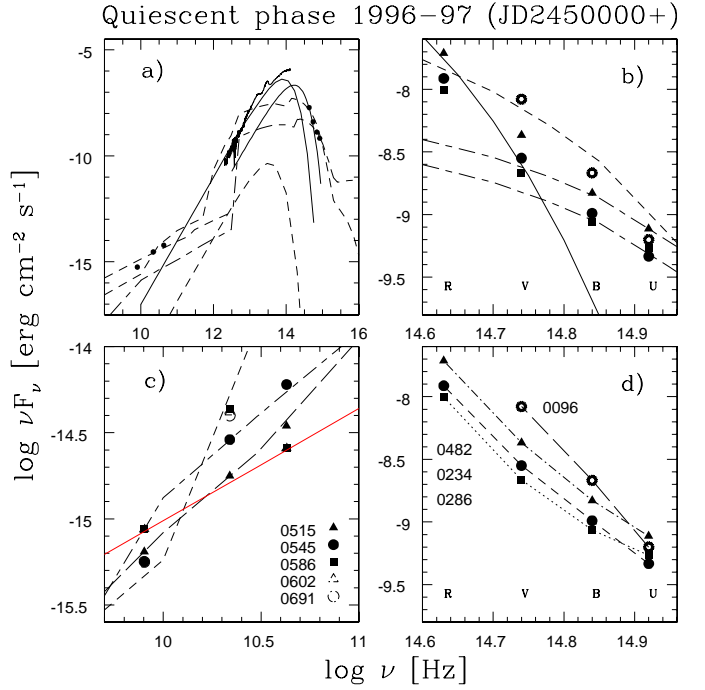 Quiescent phase 1996−97 (JD2450000+)
log νFν [erg cm−2 s−1]
a)
-5
-10
-15
10
12
14
16
b)
-8
-8.5
-9
-9.5
R
V
B
U
14.6
14.7
14.8
14.9
c)
-14
-14.5
-15
-15.5
0515
0545
0586
0602
0691
10
10.5
11
d)
0096
0482
0234
0286
-8
-8.5
-9
-9.5
R
V
B
U
14.6
14.7
14.8
14.9
log ν [Hz]